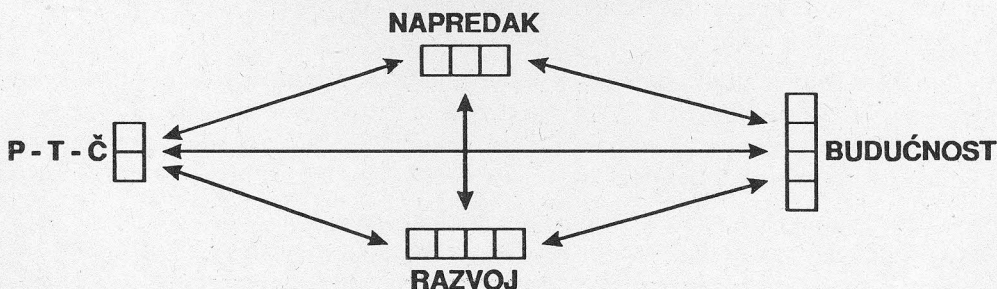 NAPREDAK
P - T - Č
BUDUĆNOST
RAZVOJ